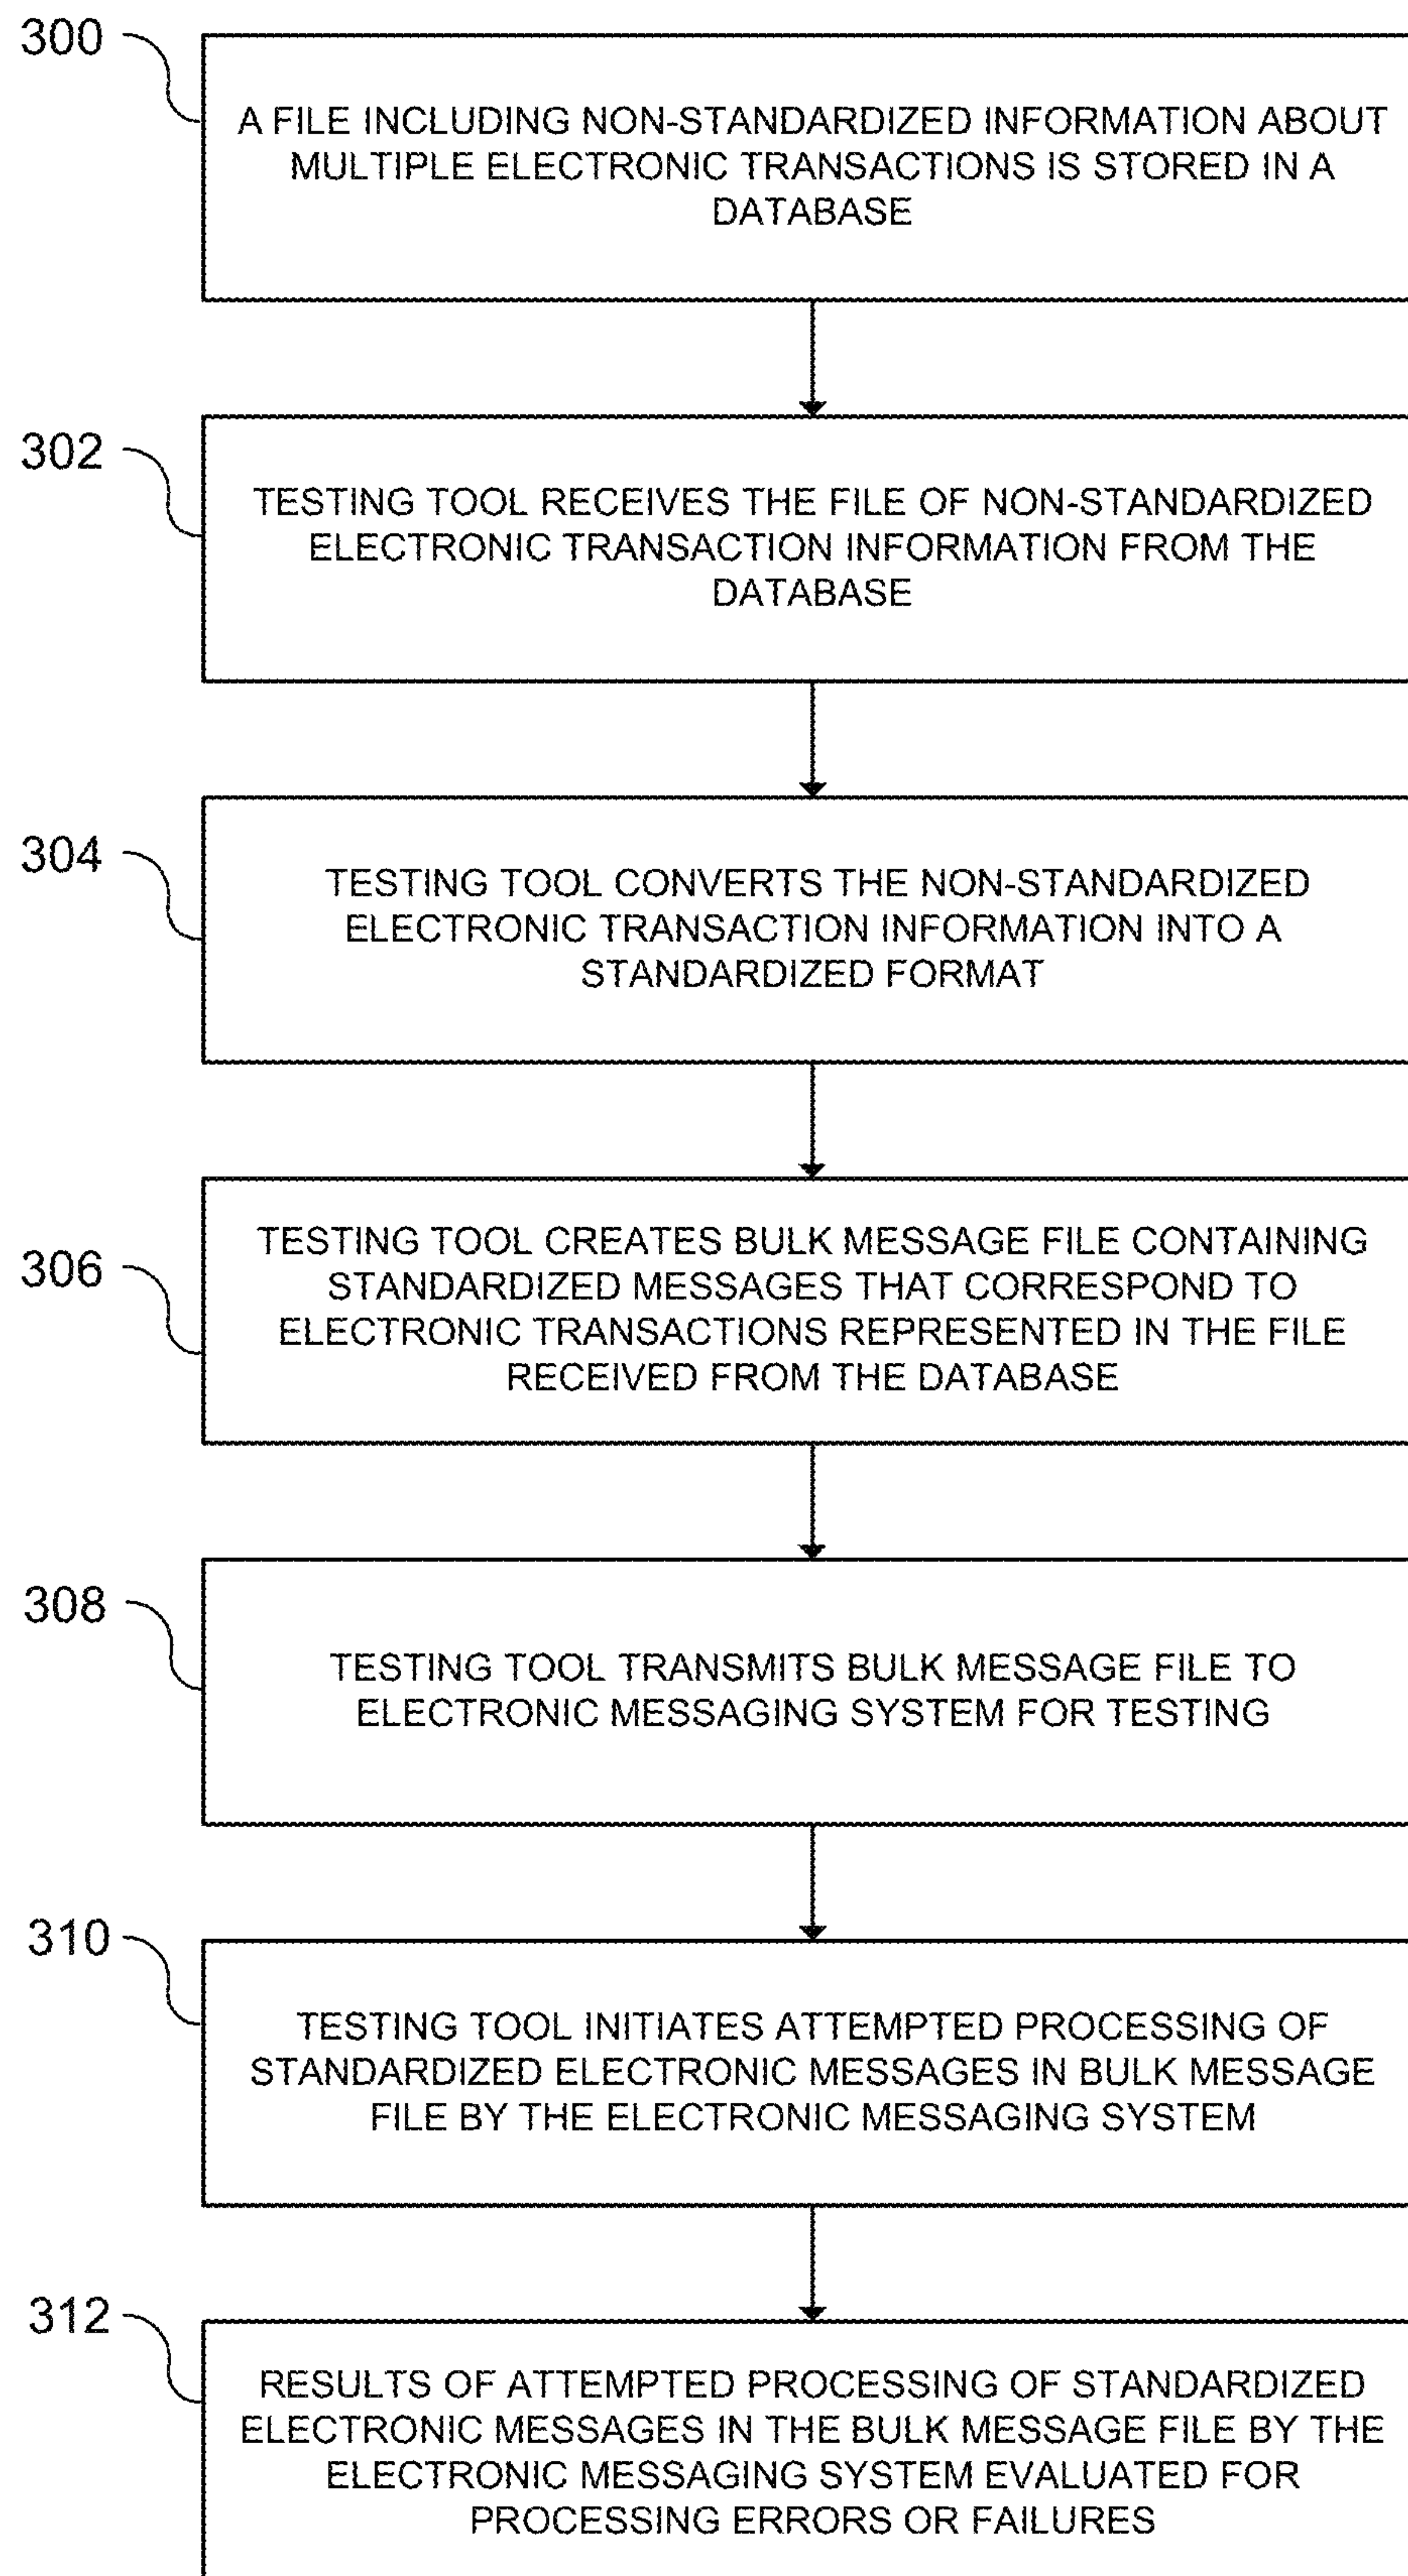 300
A FILE INCLUDING NON-STANDARDIZED INFORMATION ABOUT
MULTIPLE ELECTRONIC TRANSACTIONS IS STORED IN A
DATABASE
302
TESTING TOOL RECEIVES THE FILE OF NON-STANDARDIZED
ELECTRONIC TRANSACTION INFORMATION FROM THE
DATABASE
304
TESTING TOOL CONVERTS THE NON-STANDARDIZED
ELECTRONIC TRANSACTION INFORMATION INTO A
STANDARDIZED FORMAT
306
TESTING TOOL CREATES BULK MESSAGE FILE CONTAINING
STANDARDIZED MESSAGES THAT CORRESPOND TO
ELECTRONIC TRANSACTIONS REPRESENTED IN THE FILE
RECEIVED FROM THE DATABASE
308
TESTING TOOL TRANSMITS BULK MESSAGE FILE TO
ELECTRONIC MESSAGING SYSTEM FOR TESTING
310
TESTING TOOL INITIATES ATTEMPTED PROCESSING OF
STANDARDIZED ELECTRONIC MESSAGES IN BULK MESSAGE
FILE BY THE ELECTRONIC MESSAGING SYSTEM
312
RESULTS OF ATTEMPTED PROCESSING OF STANDARDIZED
ELECTRONIC MESSAGES IN THE BULK MESSAGE FILE BY THE
ELECTRONIC MESSAGING SYSTEM EVALUATED FOR
PROCESSING ERRORS OR FAILURES